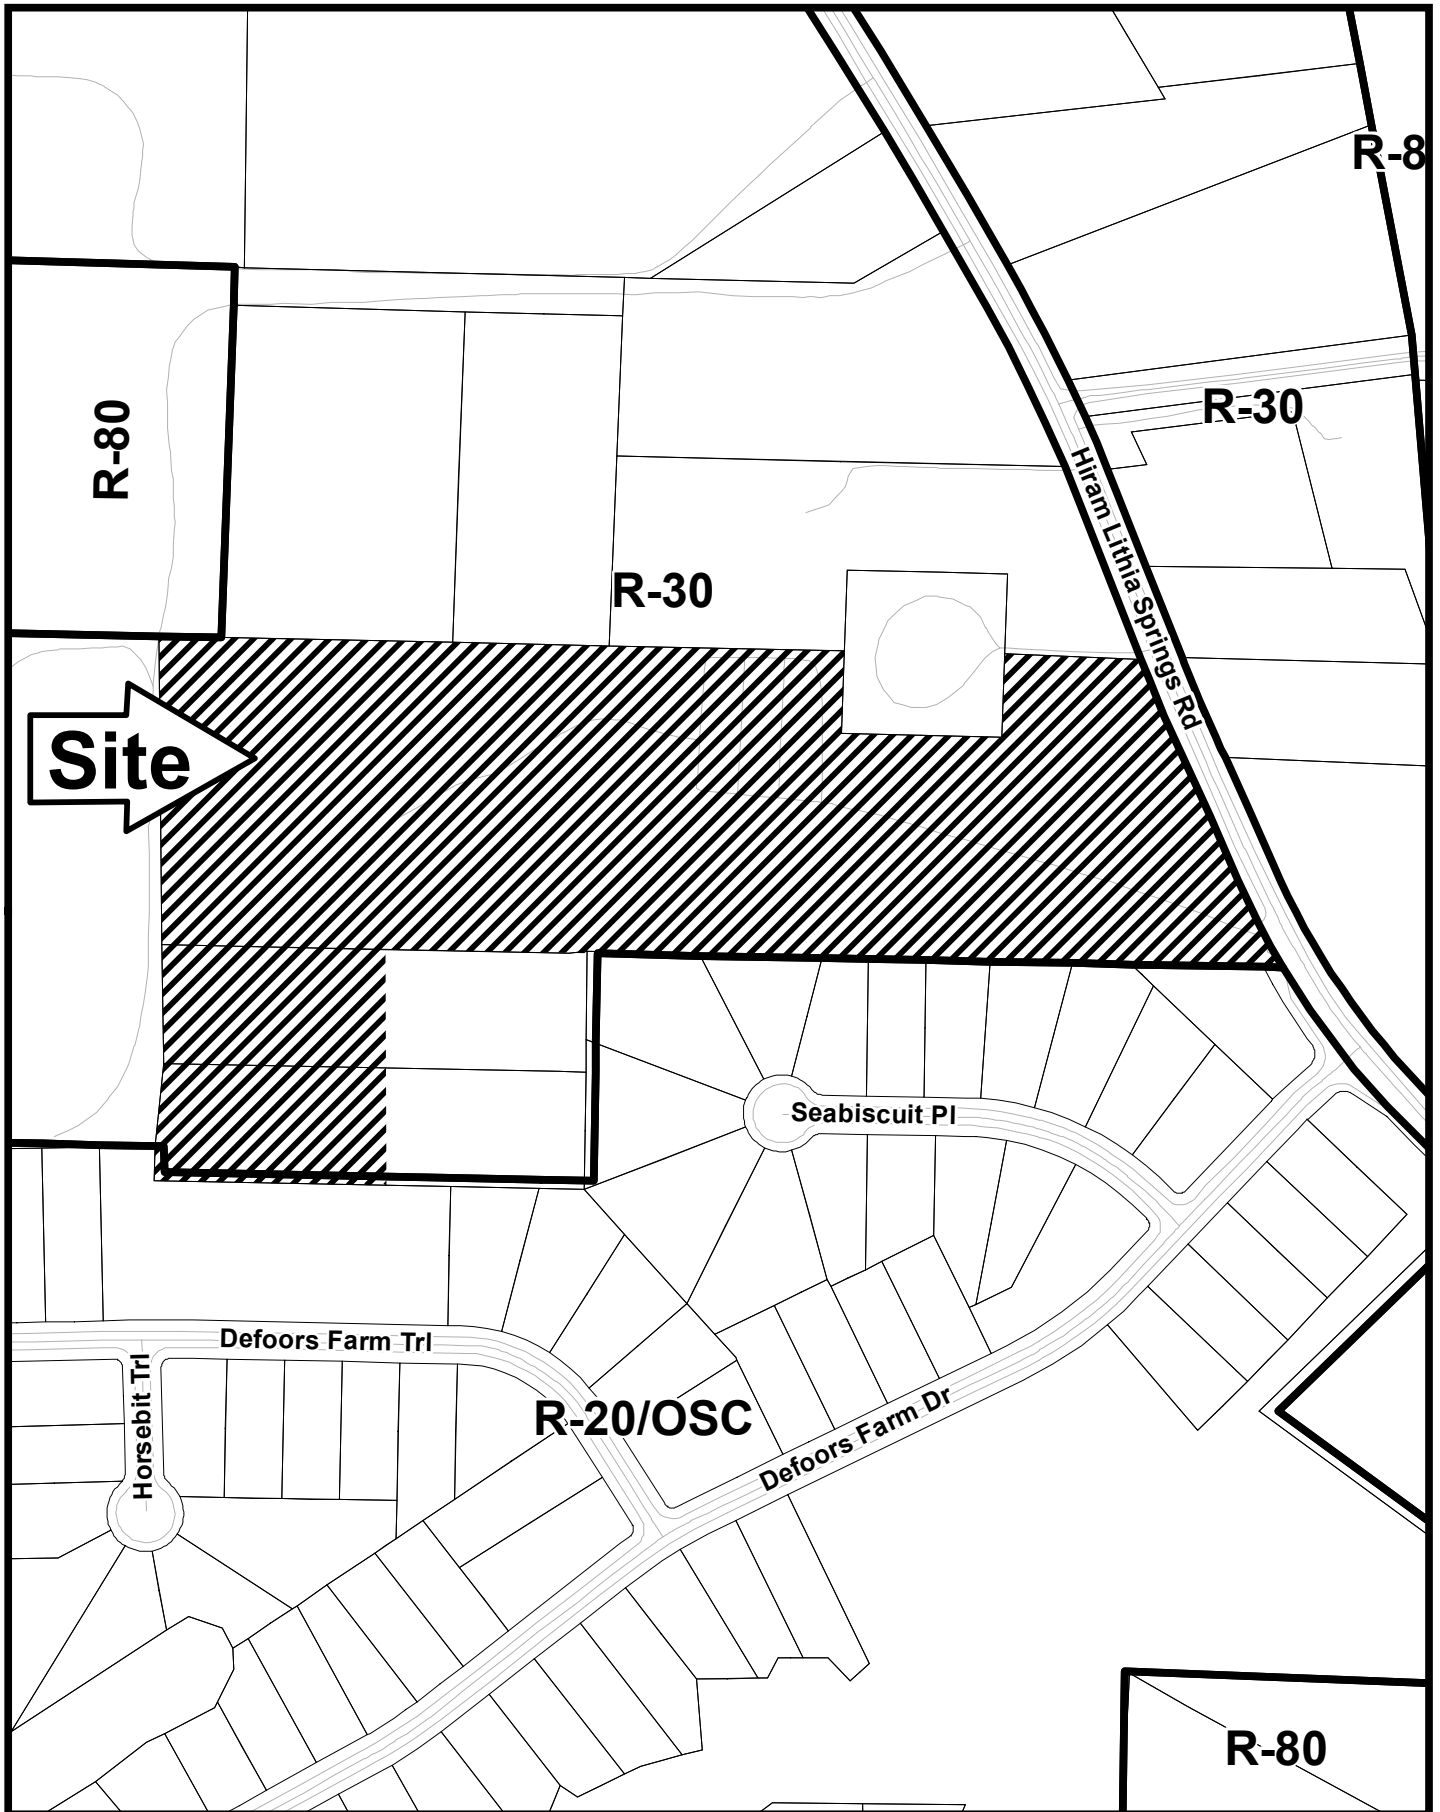 R-8
R-80
R-30
Hiram Lithia Springs Rd
R-30
Site
Seabiscuit Pl
Defoors Farm Trl
Horsebit Trl
R-20/OSC
Defoors Farm Dr
R-80